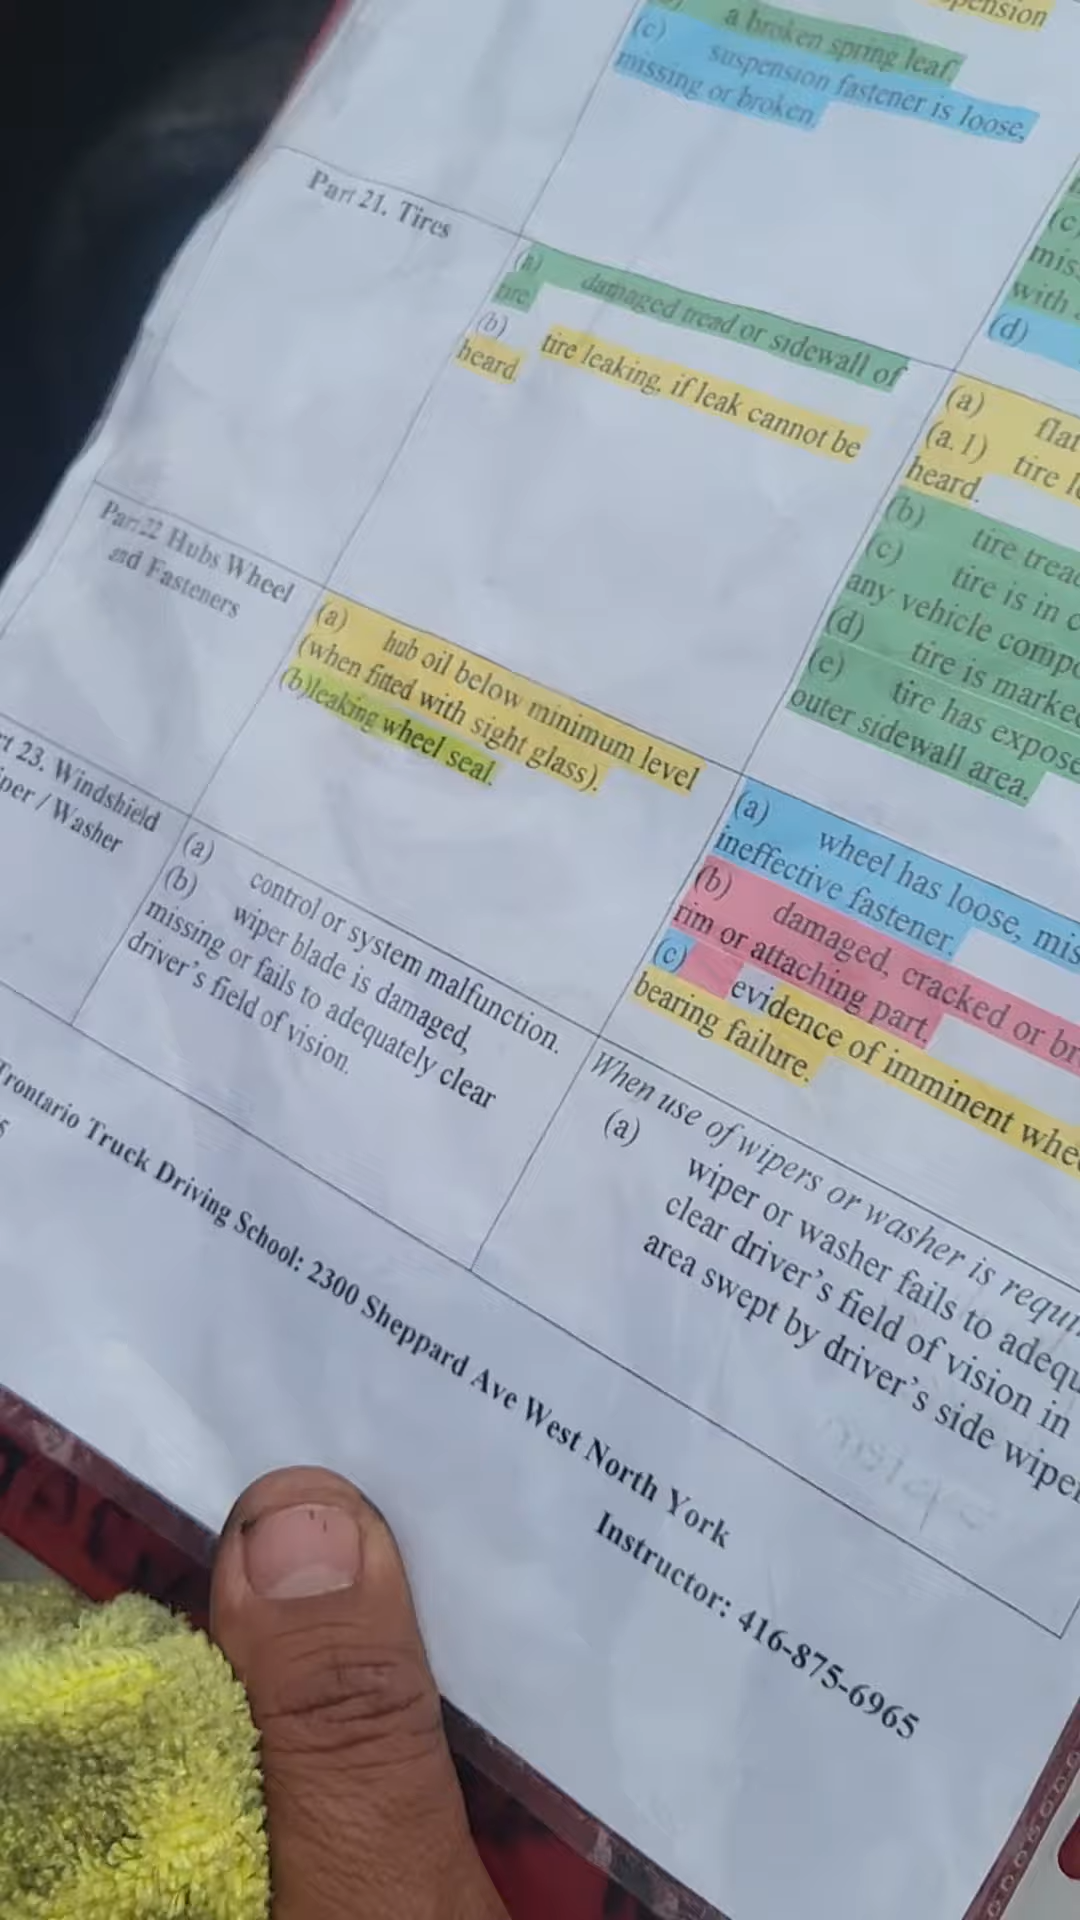 a broken spring leaf.
(c) suspension fastener is loose,
missing or broken.
Part 21. Tires
(a) damaged tread or sidewall of
tire.
(b) tire leaking, if leak cannot be
heard.
(c)
with
(d)
(a) flat
(a.1) tire
heard.
(b) tire
(c) tire is in
any vehicle
(d) tire is
(e) tire has
outer sidewall area.
Part 22 Hubs Wheel
and Fasteners
(a) hub oil below minimum level
(when fitted with sight glass).
(b)leaking wheel seal.
(a) wheel has loose,
ineffective fastener.
(b) damaged, cracked or
rim or attaching part.
(c) evidence of imminent
bearing failure.
23. Windshield
/ Washer
(a) control or system malfunction.
(b) wiper blade is damaged,
missing or fails to adequately clear
driver's field of vision.
When use of wipers or washer is
(a) wiper or washer fails to
clear driver's field of vision in
area swept by driver's side
Trontario Truck Driving School: 2300 Sheppard Ave West North York
Instructor: 416-875-6965